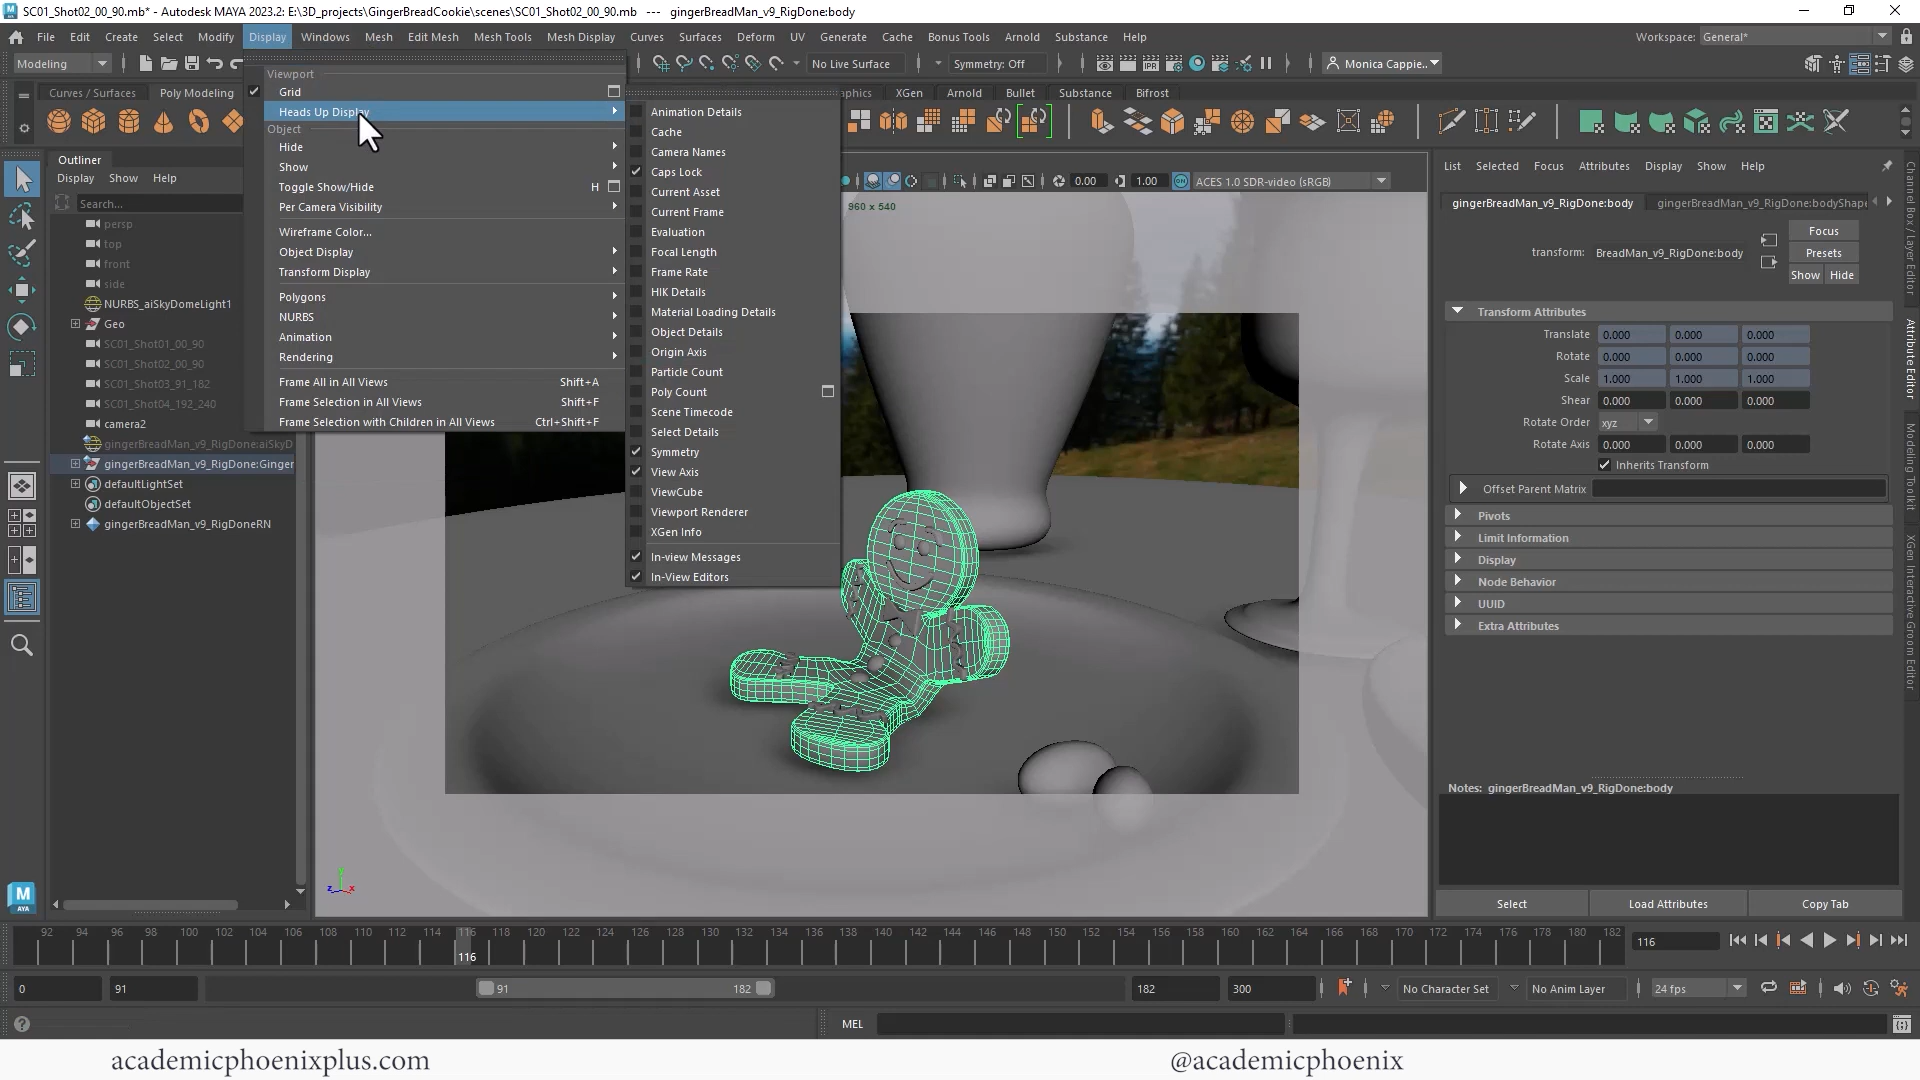 SC01_Shot02_00_90.mb* - Autodesk MAYA 2023.2: E:\3D_projects\GingerBreadCookie\scenes\SC01_Shot02_00_90.mb --- gingerBreadMan_v9_RigDone:body
File Edit Create Select Modify Display Windows Mesh Edit Mesh Mesh Tools Mesh Display Curves Surfaces Deform UV Generate Cache Bonus Tools Arnold Substance Help Workspace: General*
Modeling No Live Surface Symmetry: Off Monica Cappie...
Curves / Surfaces Poly Modeling XGen Arnold Bullet Substance Bifrost
Viewport
Grid
Heads Up Display
Object
Hide
Show
Toggle Show/Hide H
Per Camera Visibility
Wireframe Color...
Object Display
Transform Display
Polygons
NURBS
Animation
Rendering
Frame All in All Views Shift+A
Frame Selection in All Views Shift+F
Frame Selection with Children in All Views Ctrl+Shift+F
Animation Details
Cache
Camera Names
Caps Lock
Current Asset
Current Frame
Evaluation
Focal Length
Frame Rate
HIK Details
Material Loading Details
Object Details
Origin Axis
Particle Count
Poly Count
Scene Timecode
Select Details
Symmetry
View Axis
ViewCube
Viewport Renderer
XGen Info
In-view Messages
In-View Editors
Outliner
Display Show Help
Search...
persp
top
front
side
NURBS_aiSkyDomeLight1
Geo
SC01_Shot01_00_90
SC01_Shot02_00_90
SC01_Shot03_91_182
SC01_Shot04_192_240
camera2
gingerBreadMan_v9_RigDone:aiSkyD
gingerBreadMan_v9_RigDone:Ginger
defaultLightSet
defaultObjectSet
gingerBreadMan_v9_RigDoneRN
0.00 1.00 ACES 1.0 SDR-video (sRGB)
960 x 540
y
z x
List Selected Focus Attributes Display Show Help
gingerBreadMan_v9_RigDone:body gingerBreadMan_v9_RigDone:bodyShape
Focus
transform: BreadMan_v9_RigDone:body Presets
Show Hide
Transform Attributes
Translate 0.000 0.000 0.000
Rotate 0.000 0.000 0.000
Scale 1.000 1.000 1.000
Shear 0.000 0.000 0.000
Rotate Order xyz
Rotate Axis 0.000 0.000 0.000
Inherits Transform
Offset Parent Matrix
Pivots
Limit Information
Display
Node Behavior
UUID
Extra Attributes
Notes: gingerBreadMan_v9_RigDone:body
Select Load Attributes Copy Tab
Channel Box / Layer Editor
Attribute Editor
Modeling Toolkit
XGen Interactive Groom Editor
M
AYA
92 94 96 98 100 102 104 106 108 110 112 114 116 118 120 122 124 126 128 130 132 134 136 138 140 142 144 146 148 150 152 154 156 158 160 162 164 166 168 170 172 174 176 178 180 182 116
116
0 91 91 182 182 300 No Character Set No Anim Layer 24 fps
MEL
academicphoenixplus.com @academicphoenix